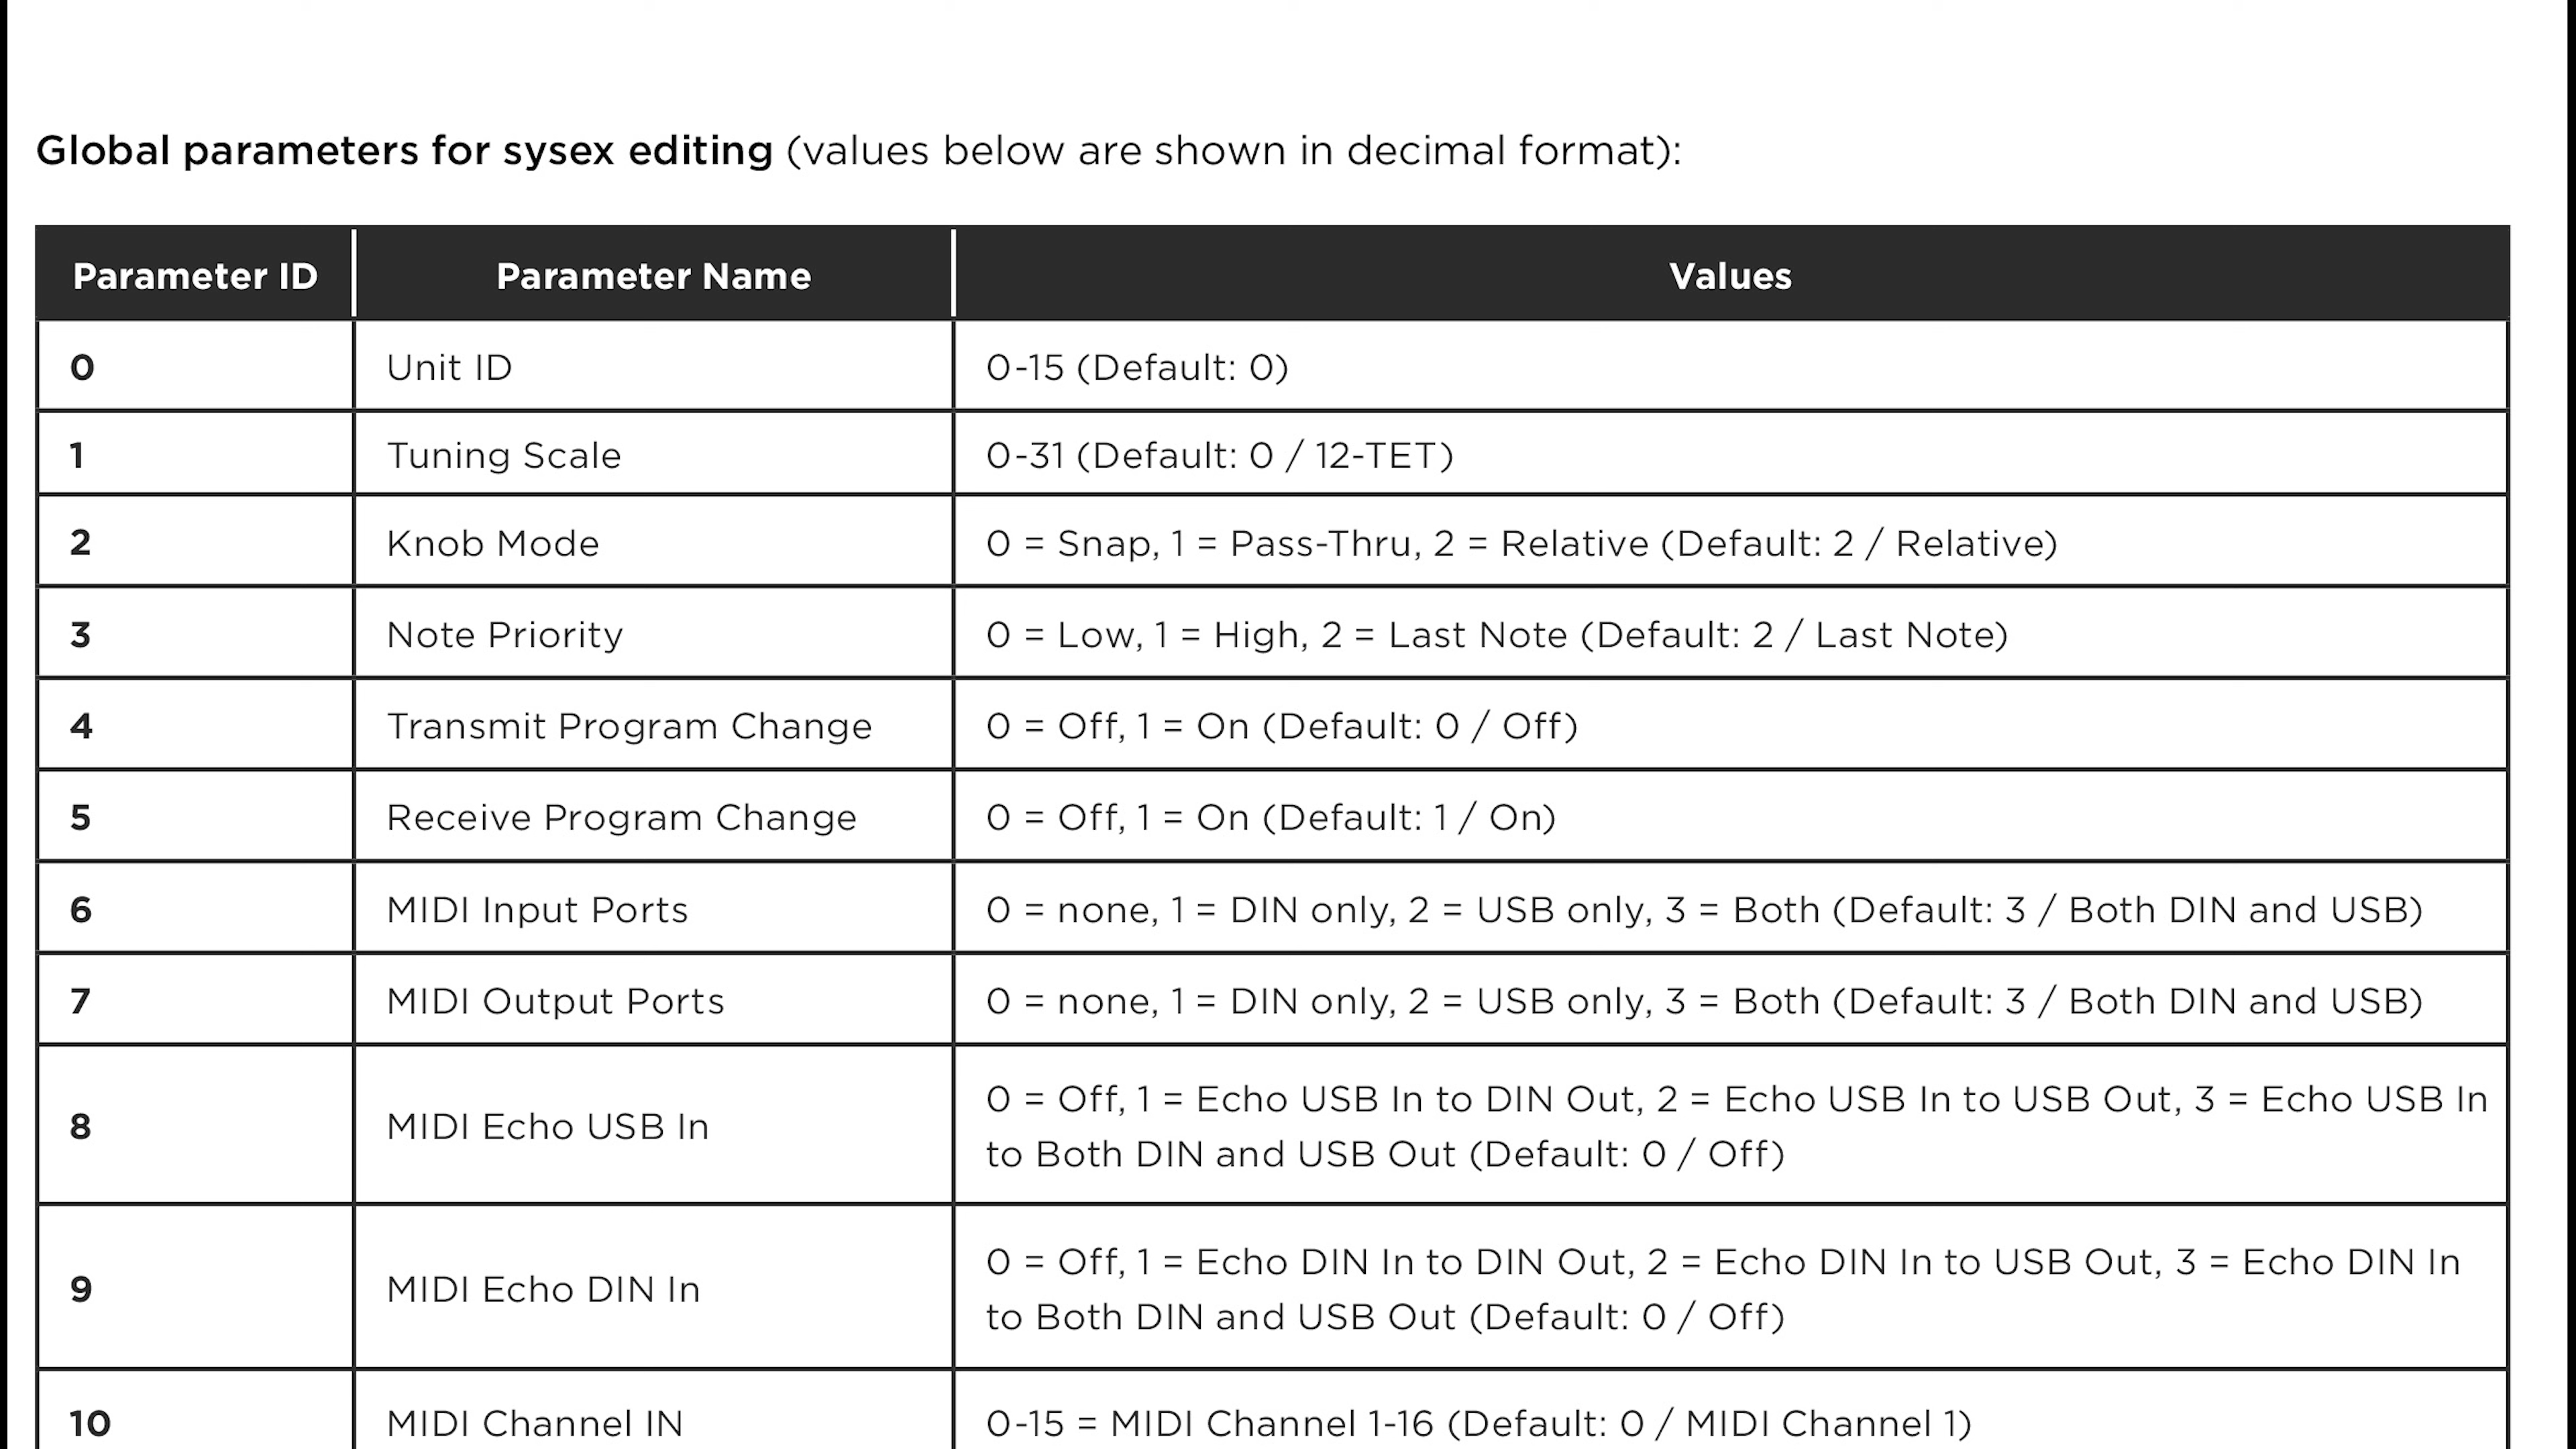 Global parameters for sysex editing (values below are shown in decimal format):
Parameter ID Parameter Name Values
0 Unit ID 0-15 (Default: 0)
1 Tuning Scale 0-31 (Default: 0 / 12-TET)
2 Knob Mode 0 = Snap, 1 = Pass-Thru, 2 = Relative (Default: 2 / Relative)
3 Note Priority 0 = Low, 1 = High, 2 = Last Note (Default: 2 / Last Note)
4 Transmit Program Change 0 = Off, 1 = On (Default: 0 / Off)
5 Receive Program Change 0 = Off, 1 = On (Default: 1 / On)
6 MIDI Input Ports 0 = none, 1 = DIN only, 2 = USB only, 3 = Both (Default: 3 / Both DIN and USB)
7 MIDI Output Ports 0 = none, 1 = DIN only, 2 = USB only, 3 = Both (Default: 3 / Both DIN and USB)
8 MIDI Echo USB In 0 = Off, 1 = Echo USB In to DIN Out, 2 = Echo USB In to USB Out, 3 = Echo USB In
to Both DIN and USB Out (Default: 0 / Off)
9 MIDI Echo DIN In 0 = Off, 1 = Echo DIN In to DIN Out, 2 = Echo DIN In to USB Out, 3 = Echo DIN In
to Both DIN and USB Out (Default: 0 / Off)
10 MIDI Channel IN 0-15 = MIDI Channel 1-16 (Default: 0 / MIDI Channel 1)